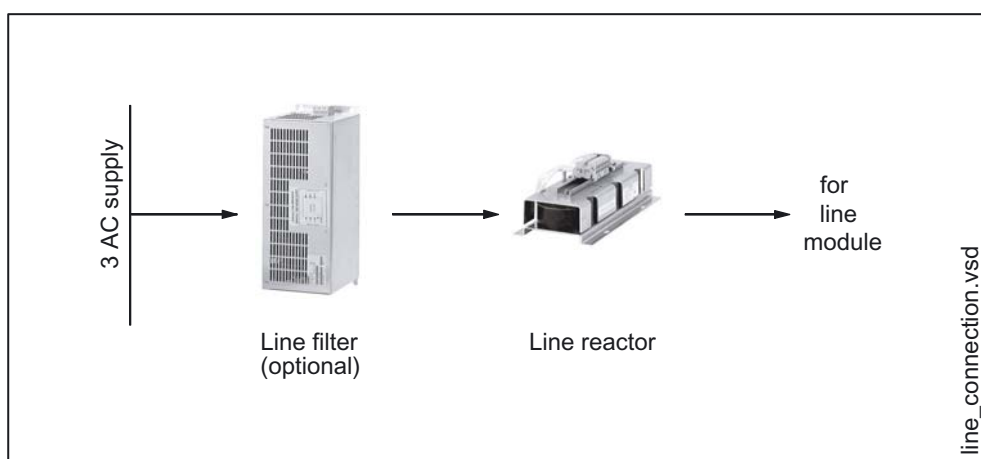 3 AC supply
Line filter
(optional)
Line reactor
for
line
module
line_connection.vsd